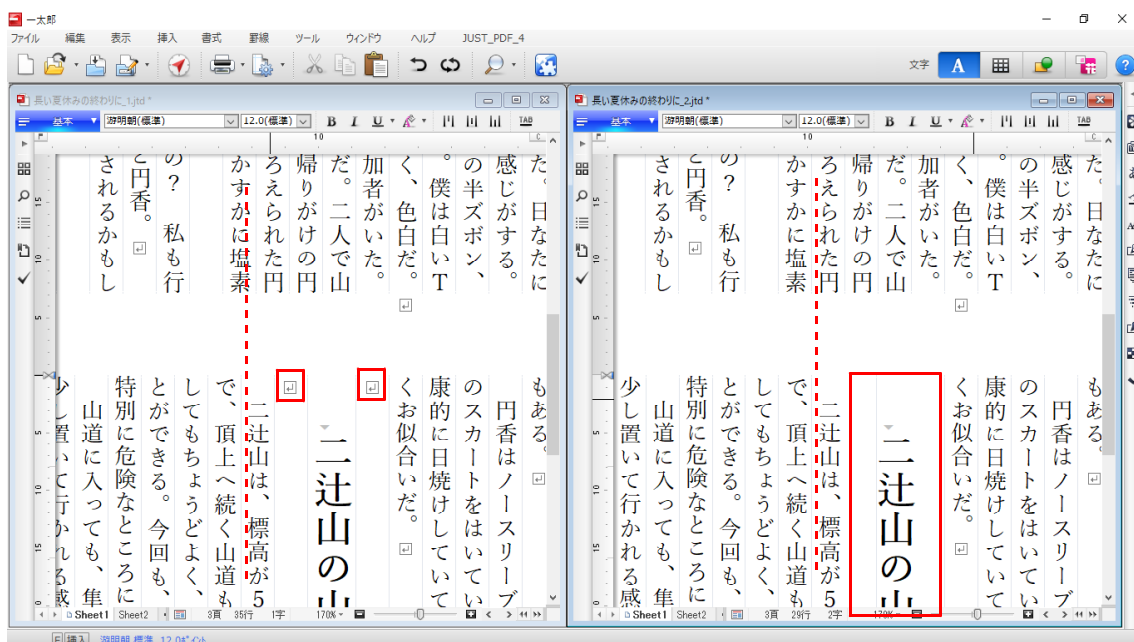 一太郎
ファイル 編集 表示 挿入 書式 罫線 ツール ウィンドウ ヘルプ JUST_PDF_4
文字 A
長い夏休みの終わりに_1.jtd *
基本 游明朝(標準) 12.0(標準) B I U TAB
10
た。日なたに
感じがする。
の半ズボン、
。僕は白いT
く、色白だ。
加者がいた。
だ。二人で山
帰りがけの円
ろえられた円
かすかに塩素
の？　私も行
と円香。
されるかもし
もある。
円香はノースリーブ
のスカートをはいてい
康的に日焼けしていて
くお似合いだ。
二辻山の山
二辻山は、標高が5
で、頂上へ続く山道も
してもちょうどよく、
とができる。今回も、
特別に危険なところに
山道に入っても、隼
少し置いて行かれる感
Sheet1 Sheet2 3頁 35行 1字 170%
長い夏休みの終わりに_2.jtd *
基本 游明朝(標準) 12.0(標準) B I U TAB
10
た。日なたに
感じがする。
の半ズボン、
。僕は白いT
く、色白だ。
加者がいた。
だ。二人で山
帰りがけの円
ろえられた円
かすかに塩素
の？　私も行
と円香。
されるかもし
もある。
円香はノースリーブ
のスカートをはいてい
康的に日焼けしていて
くお似合いだ。
二辻山の山
二辻山は、標高が5
で、頂上へ続く山道も
してもちょうどよく、
とができる。今回も、
特別に危険なところに
山道に入っても、隼
少し置いて行かれる感
Sheet1 Sheet2 3頁 29行 2字 170%
挿入 游明朝 標準 12.0ポイント